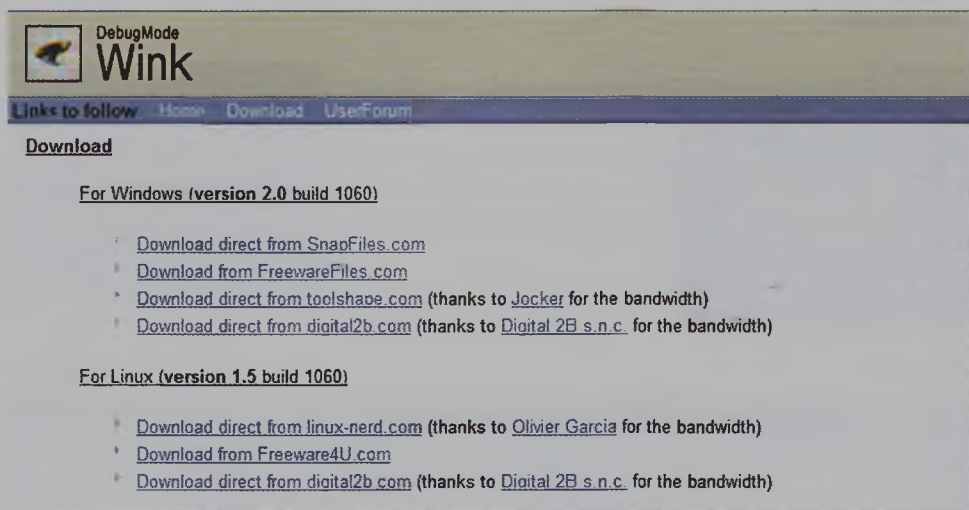 DebugMode
Wink
Links to follow Home Download UserForum
Download
For Windows (version 2.0 build 1060)
Download direct from SnapFiles.com
Download from FreewareFiles.com
Download direct from toolshape.com (thanks to Jocker for the bandwidth)
Download direct from digital2b.com (thanks to Digital 2B s.n.c. for the bandwidth)
For Linux (version 1.5 build 1060)
Download direct from linux-nerd.com (thanks to Olivier Garcia for the bandwidth)
Download from Freeware4U.com
Download direct from digital2b.com (thanks to Digital 2B s.n.c. for the bandwidth)